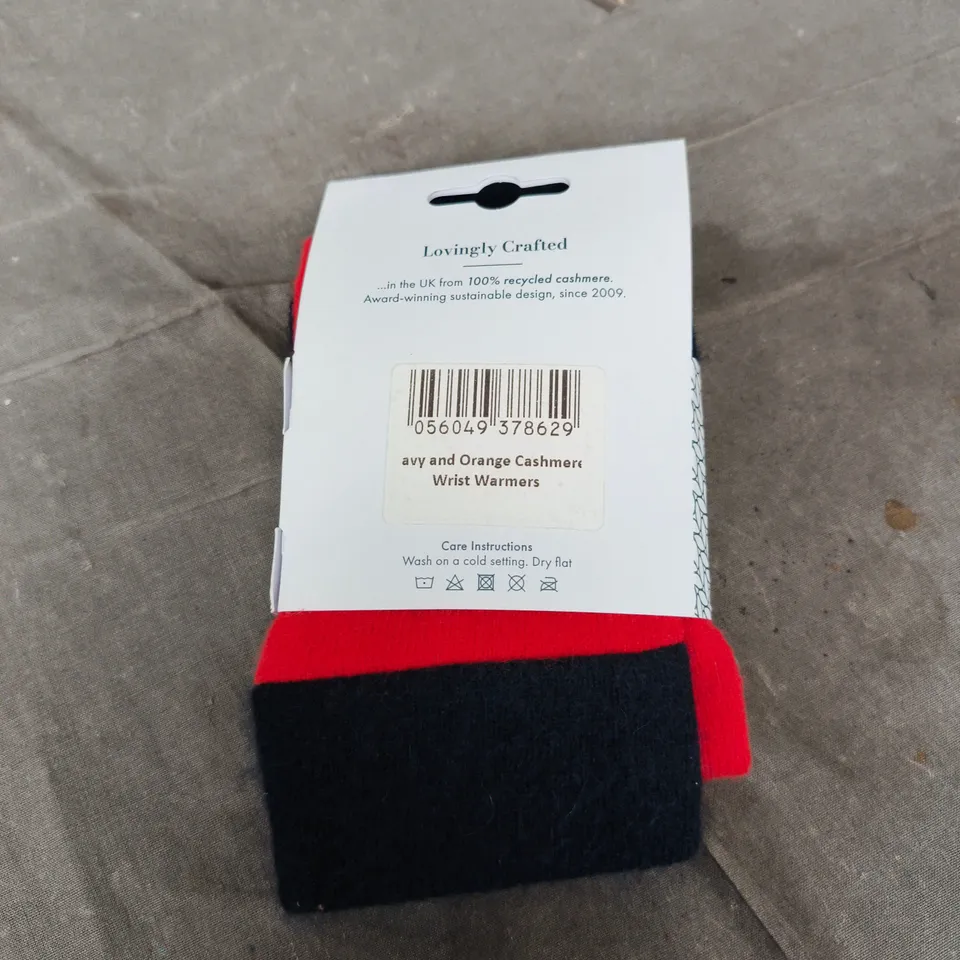 Lovingly Crafted
...in the UK from 100% recycled cashmere.
Award-winning sustainable design, since 2009.
056049 378629
avy and Orange Cashmere
Wrist Warmers
Care Instructions
Wash on a cold setting. Dry flat